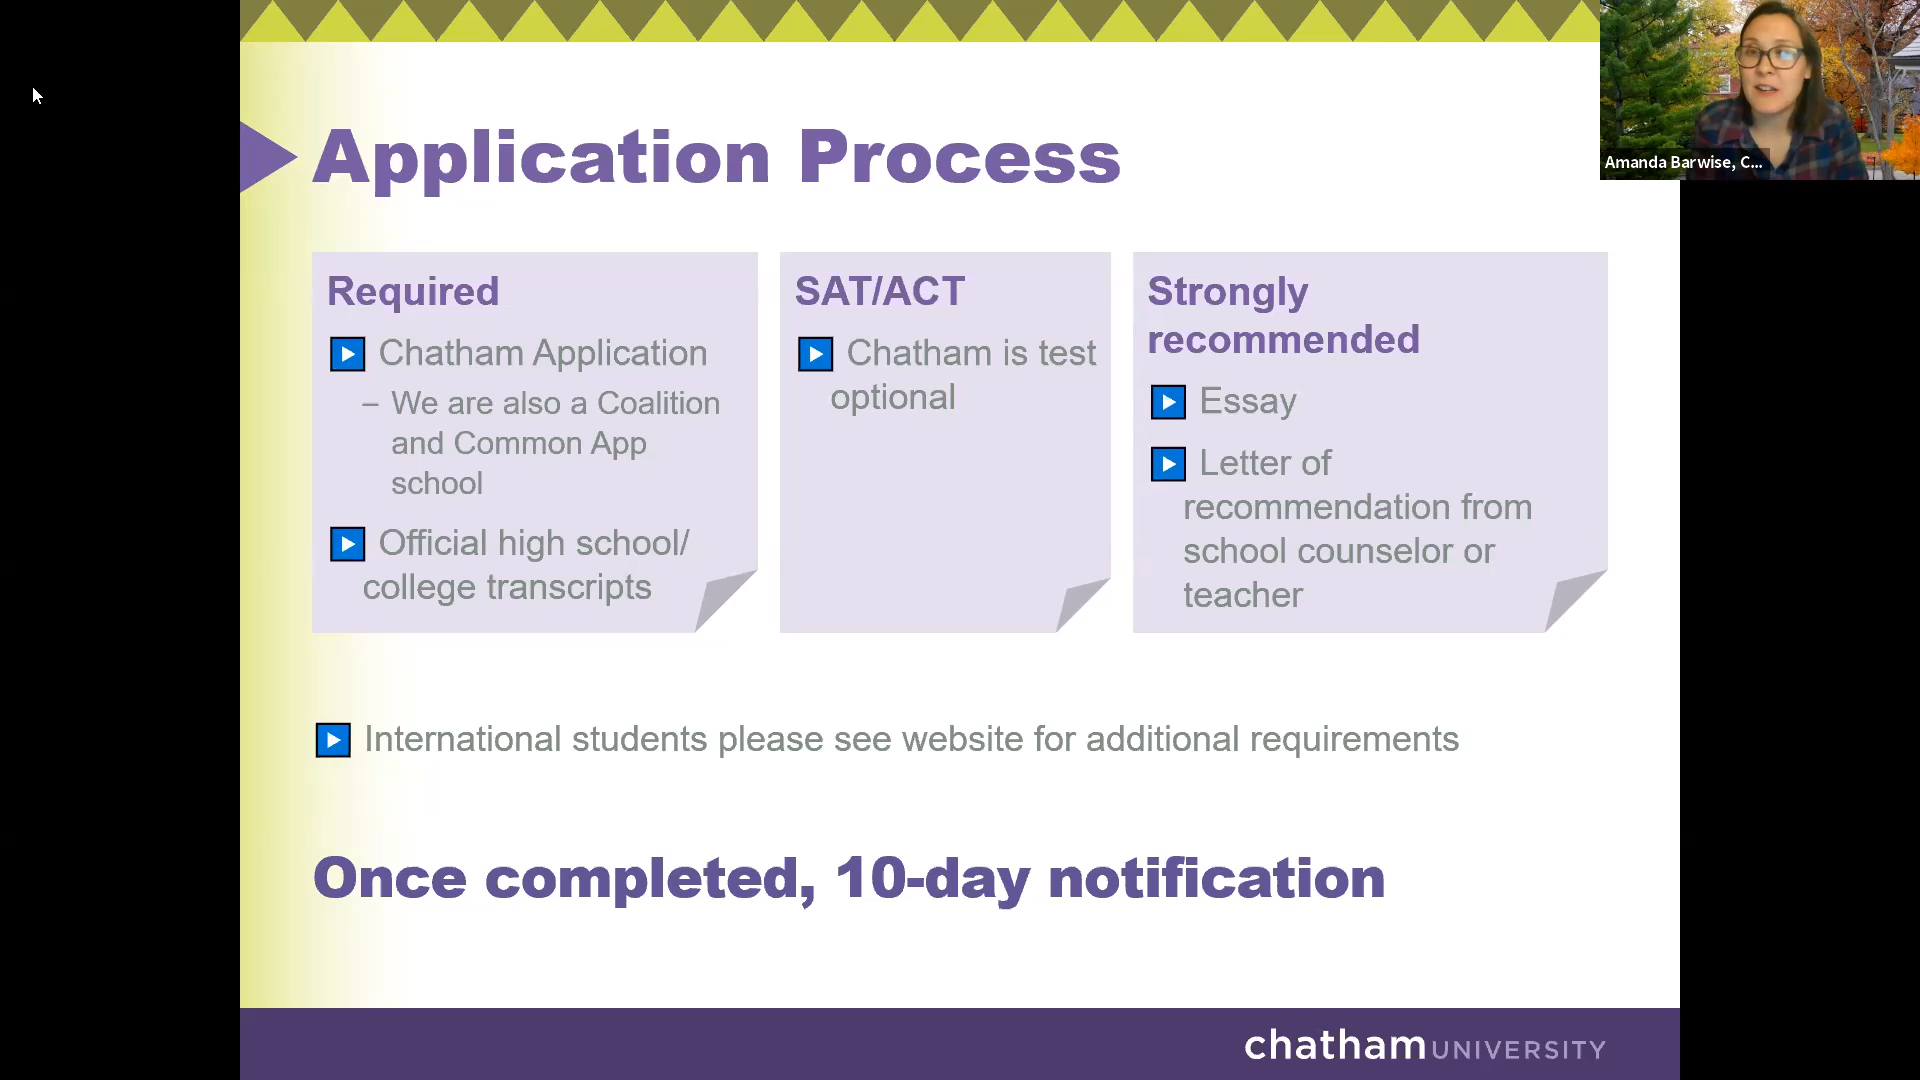 Application Process
Required
Chatham Application
– We are also a Coalition
and Common App
school
Official high school/
college transcripts
SAT/ACT
Chatham is test
optional
Strongly
recommended
Essay
Letter of
recommendation from
school counselor or
teacher
International students please see website for additional requirements
Once completed, 10-day notification
chatham UNIVERSITY
Amanda Barwise, C...